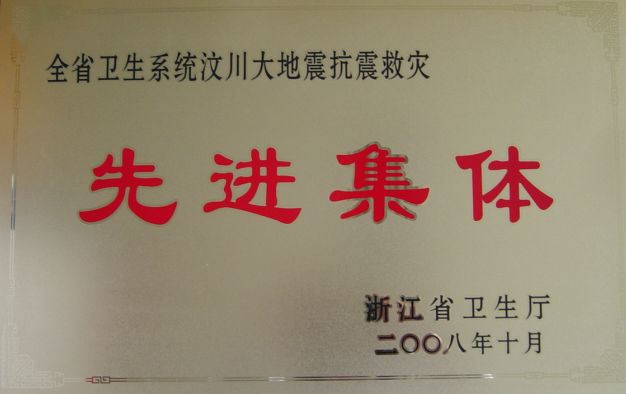 全省卫生系统汶川大地震抗震救灾
先进集体
浙江省卫生厅
二〇〇八年十月